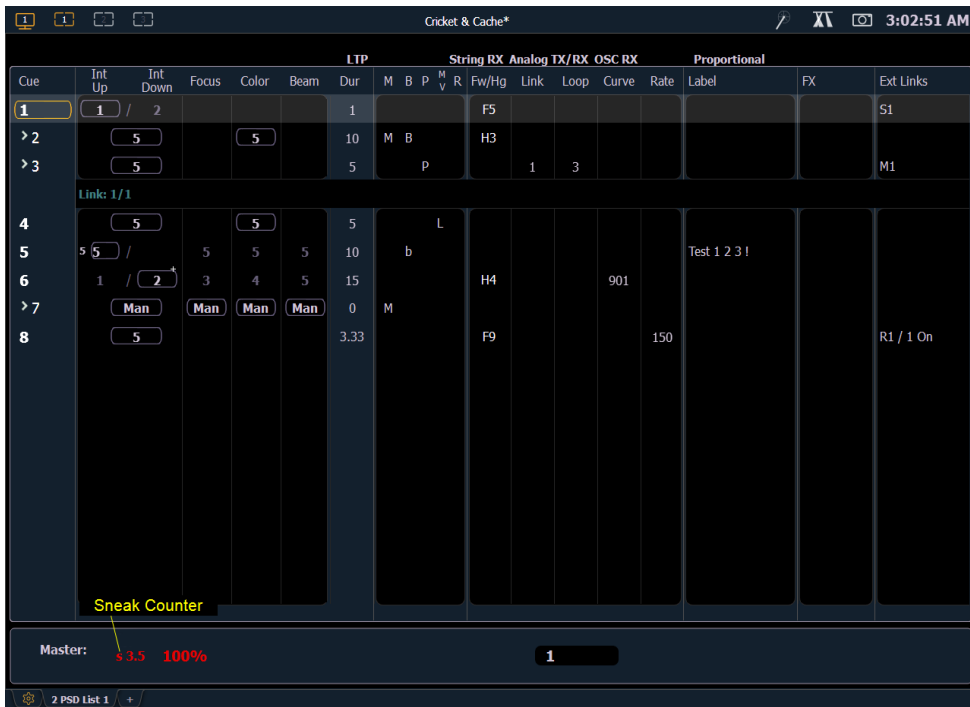 1 1 2 3 Cricket & Cache* 3:02:51 AM
LTP String RX Analog TX/RX OSC RX Proportional
Cue Int Up Int Down Focus Color Beam Dur M B P MV R Fw/Hg Link Loop Curve Rate Label FX Ext Links
1 1 / 2 1 F5 S1
>2 5 5 10 M B H3
>3 5 5 P 1 3 M1
Link: 1/1
4 5 5 5 L
5 5 5 / 5 5 5 10 b Test 1 2 3 !
6 1 / 2 + 3 4 5 15 H4 901
>7 Man Man Man Man 0 M
8 5 3.33 F9 150 R1 / 1 On
Sneak Counter
Master: s 3.5 100% 1
2 PSD List 1 +